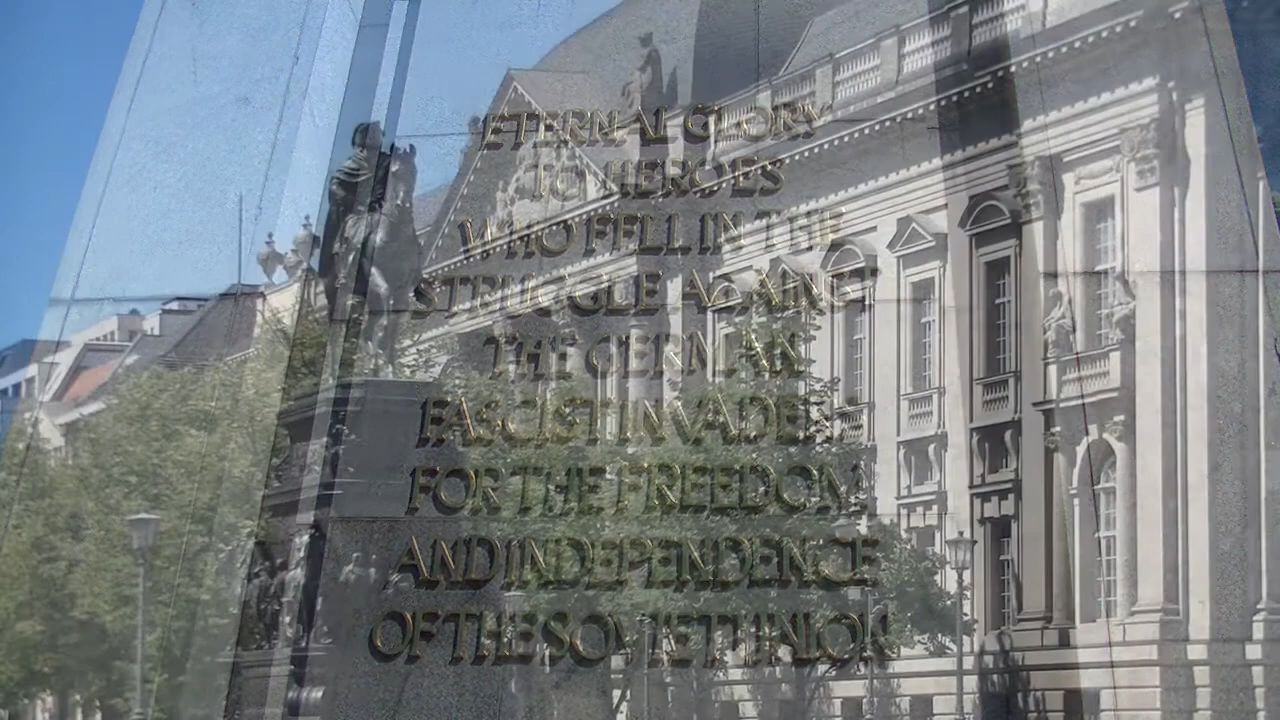 ETERNAL GLORY
TO HEROES
WHO FELL IN THE
STRUGGLE AGAINST
THE GERMAN
FASCIST INVADERS
FOR THE FREEDOM
AND INDEPENDENCE
OF THE SOVIET UNION